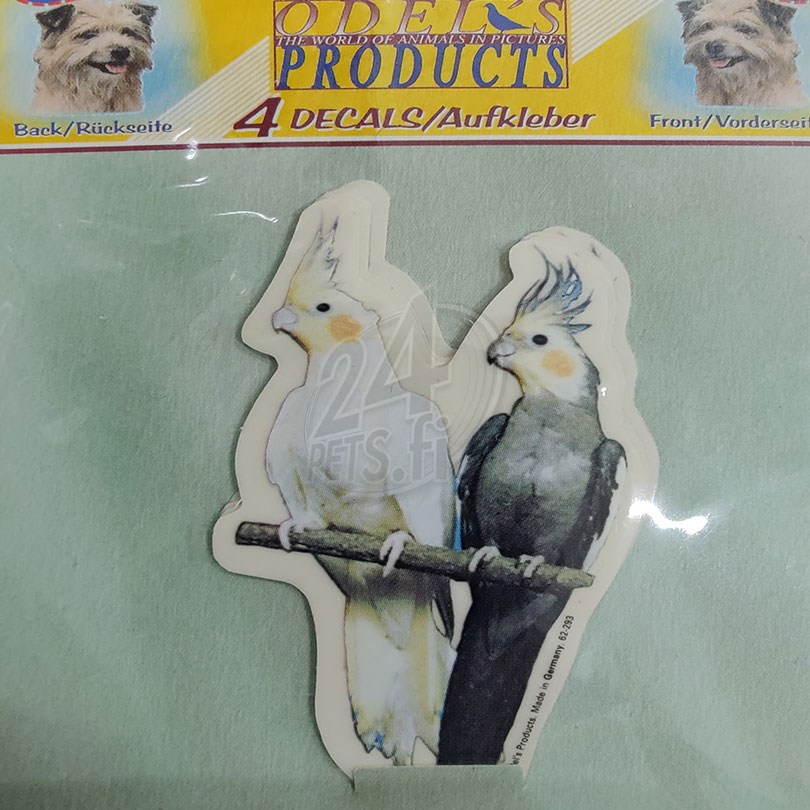 ODEL'S
THE WORLD OF ANIMALS IN PICTURES
PRODUCTS
Back/Rückseite
4 DECALS/Aufkleber
Front/Vorderseit
24
PETS.fi
el's Products. Made in Germany. 62-293